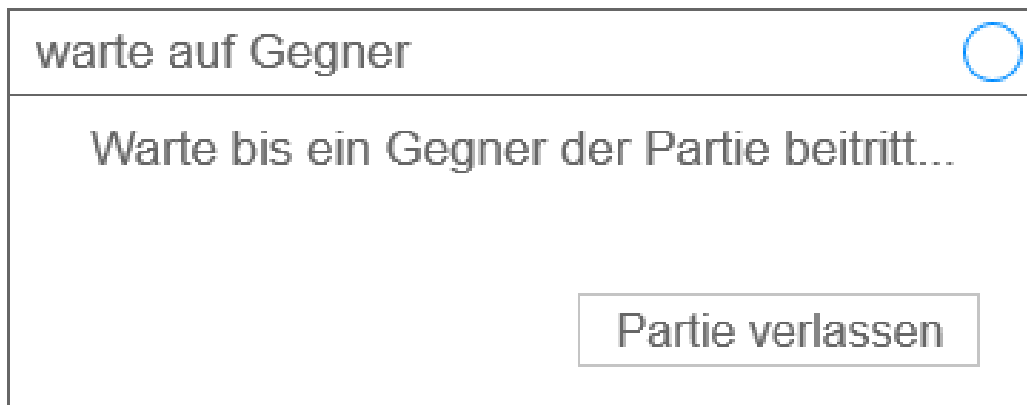 warte auf Gegner
Warte bis ein Gegner der Partie beitritt...
Partie verlassen